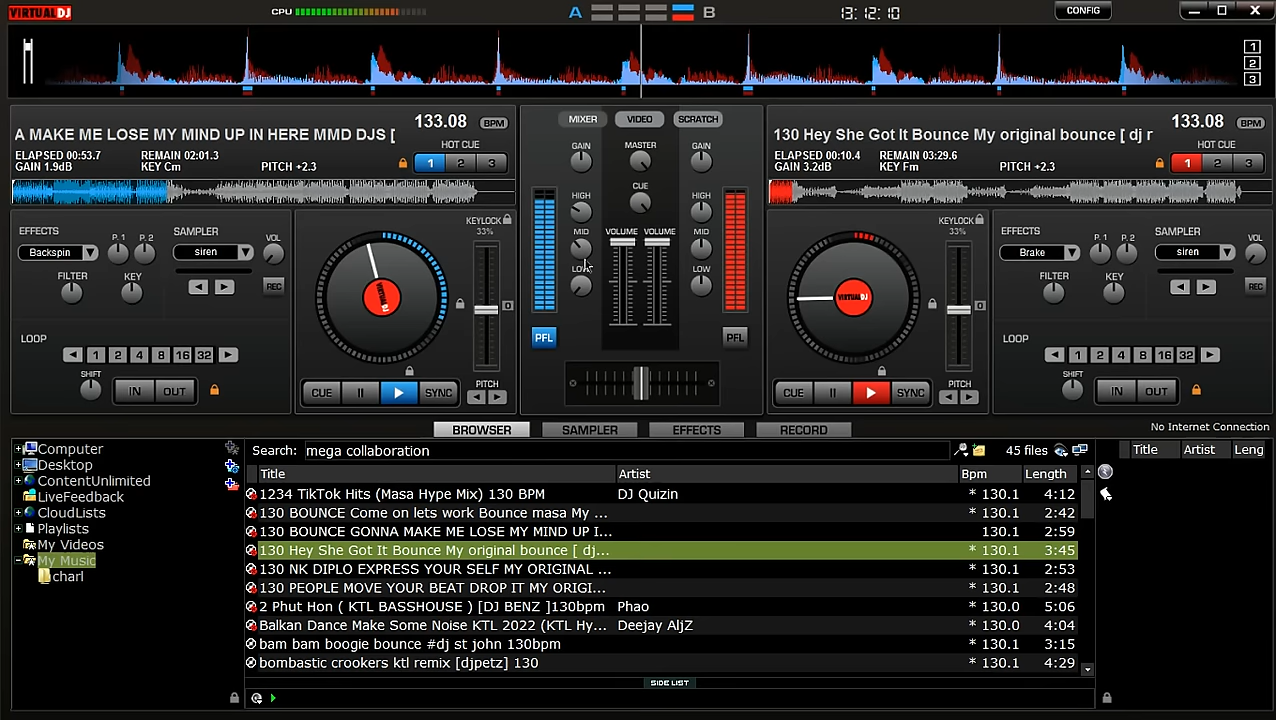 VIRTUAL DJ
CPU
A
B
13:12:10
CONFIG
1
2
3
A MAKE ME LOSE MY MIND UP IN HERE MMD DJS [
133.08 BPM
ELAPSED 00:53.7 REMAIN 02:01.3
GAIN 1.9dB KEY Cm PITCH +2.3
HOT CUE
1 2 3
MIXER VIDEO SCRATCH
GAIN MASTER GAIN
HIGH CUE HIGH
MID VOLUME VOLUME MID
LOW LOW
PFL PFL
130 Hey She Got It Bounce My original bounce [ dj r
133.08 BPM
ELAPSED 00:10.4 REMAIN 03:29.6
GAIN 3.2dB KEY Fm PITCH +2.3
HOT CUE
1 2 3
EFFECTS P.1 P.2 SAMPLER VOL
Backspin siren
FILTER KEY REC
LOOP
1 2 4 8 16 32
SHIFT IN OUT
KEYLOCK
33%
0
VIRTUAL DJ
CUE SYNC PITCH
KEYLOCK
33%
0
VIRTUAL DJ
CUE SYNC PITCH
EFFECTS P.1 P.2 SAMPLER VOL
Brake siren
FILTER KEY REC
LOOP
1 2 4 8 16 32
SHIFT IN OUT
BROWSER SAMPLER EFFECTS RECORD
No Internet Connection
Computer
Desktop
ContentUnlimited
LiveFeedback
CloudLists
Playlists
My Videos
My Music
charl
Search: mega collaboration 45 files
Title Artist Bpm Length
1234 TikTok Hits (Masa Hype Mix) 130 BPM DJ Quizin * 130.1 4:12
130 BOUNCE Come on lets work Bounce masa My ... * 130.1 2:42
130 BOUNCE GONNA MAKE ME LOSE MY MIND UP I... * 130.1 2:59
130 Hey She Got It Bounce My original bounce [ dj... * 130.1 3:45
130 NK DIPLO EXPRESS YOUR SELF MY ORIGINAL ... * 130.1 2:53
130 PEOPLE MOVE YOUR BEAT DROP IT MY ORIGI... * 130.1 2:48
2 Phut Hon ( KTL BASSHOUSE ) [DJ BENZ ]130bpm Phao * 130.0 5:06
Balkan Dance Make Some Noise KTL 2022 (KTL Hy... Deejay AljZ * 130.0 4:04
bam bam boogie bounce #dj st john 130bpm * 130.1 3:15
bombastic crookers ktl remix [djpetz] 130 * 130.1 4:29
SIDE LIST
Title Artist Leng